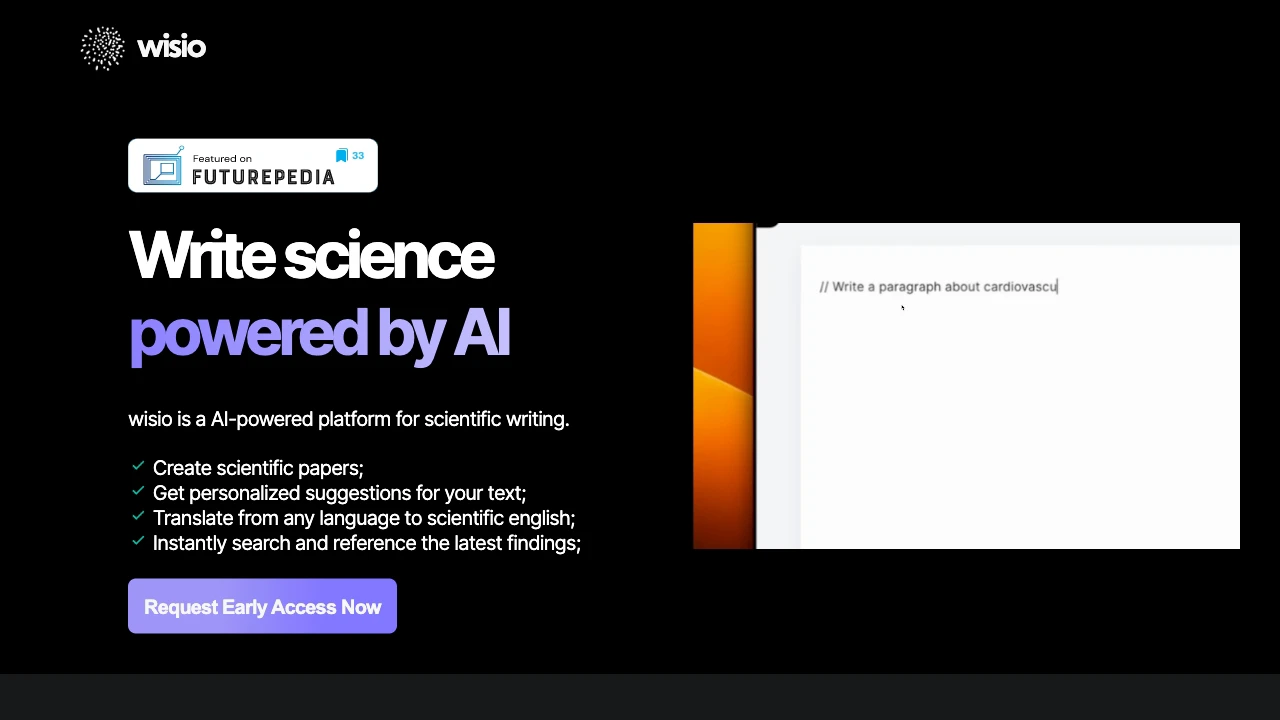 wisio
Featured on
33
FUTUREPEDIA
Write science
powered by AI
wisio is a AI-powered platform for scientific writing.
Create scientific papers;
Get personalized suggestions for your text;
Translate from any language to scientific english;
Instantly search and reference the latest findings;
Request Early Access Now
// Write a paragraph about cardiovascu